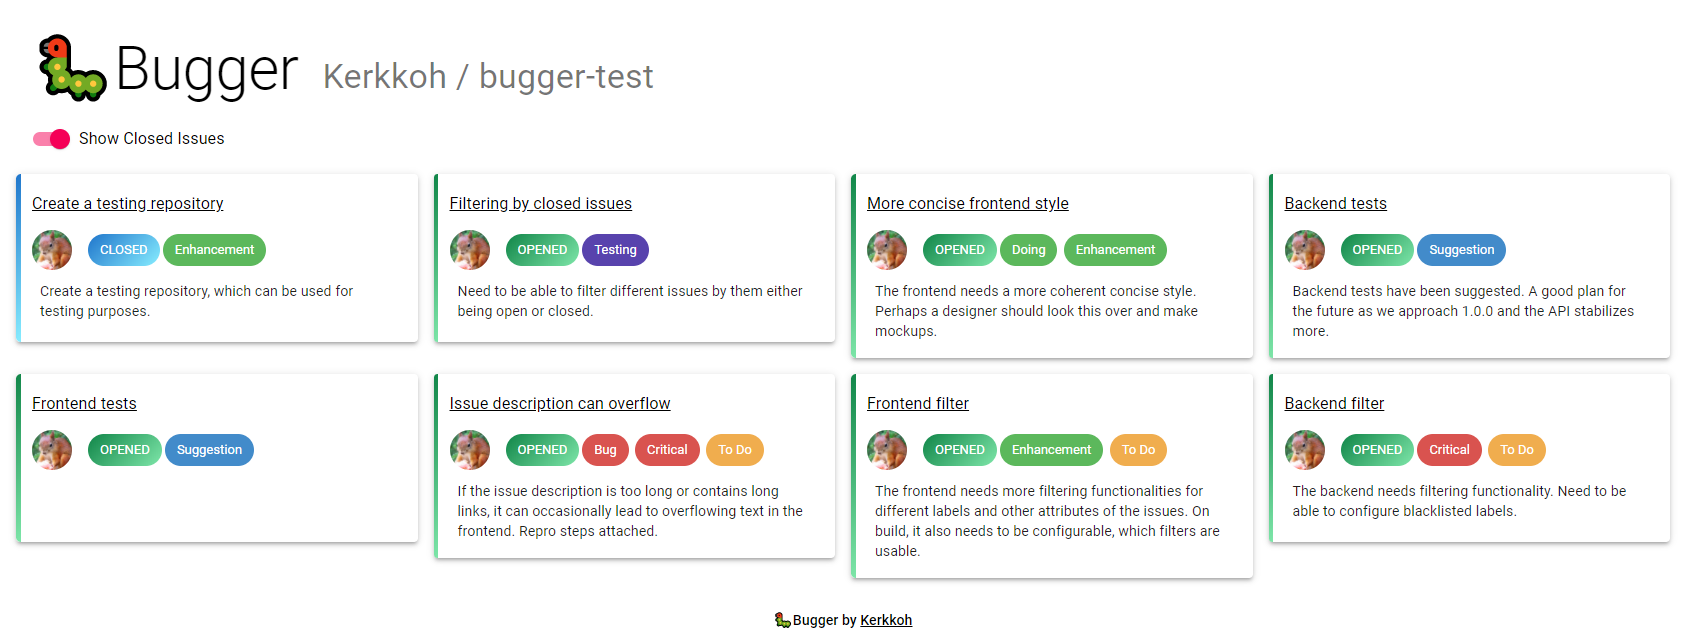 Bugger Kerkkoh / bugger-test
Show Closed Issues
Create a testing repository
CLOSED Enhancement
Create a testing repository, which can be used for
testing purposes.
Filtering by closed issues
OPENED Testing
Need to be able to filter different issues by them either
being open or closed.
More concise frontend style
OPENED Doing Enhancement
The frontend needs a more coherent concise style.
Perhaps a designer should look this over and make
mockups.
Backend tests
OPENED Suggestion
Backend tests have been suggested. A good plan for
the future as we approach 1.0.0 and the API stabilizes
more.
Frontend tests
OPENED Suggestion
Issue description can overflow
OPENED Bug Critical To Do
If the issue description is too long or contains long
links, it can occasionally lead to overflowing text in the
frontend. Repro steps attached.
Frontend filter
OPENED Enhancement To Do
The frontend needs more filtering functionalities for
different labels and other attributes of the issues. On
build, it also needs to be configurable, which filters are
usable.
Backend filter
OPENED Critical To Do
The backend needs filtering functionality. Need to be
able to configure blacklisted labels.
Bugger by Kerkkoh